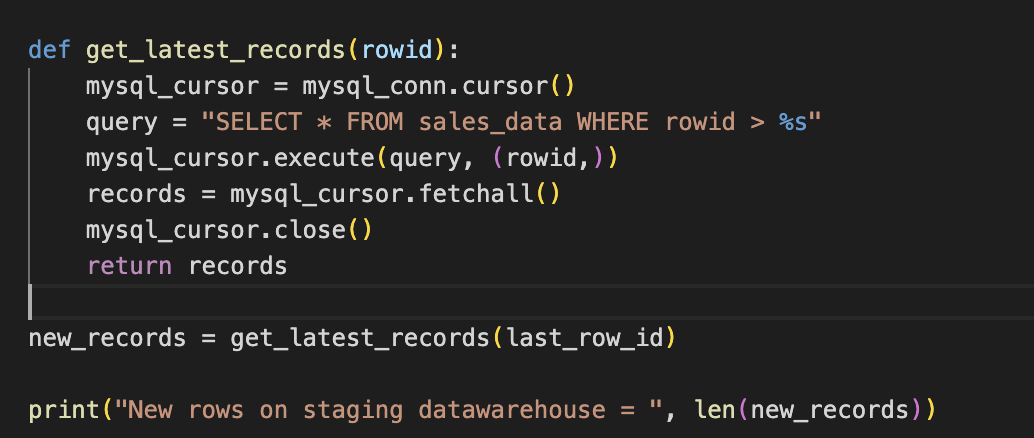 def get_latest_records(rowid):
    mysql_cursor = mysql_conn.cursor()
    query = "SELECT * FROM sales_data WHERE rowid > %s"
    mysql_cursor.execute(query, (rowid,))
    records = mysql_cursor.fetchall()
    mysql_cursor.close()
    return records

new_records = get_latest_records(last_row_id)

print("New rows on staging datawarehouse = ", len(new_records))